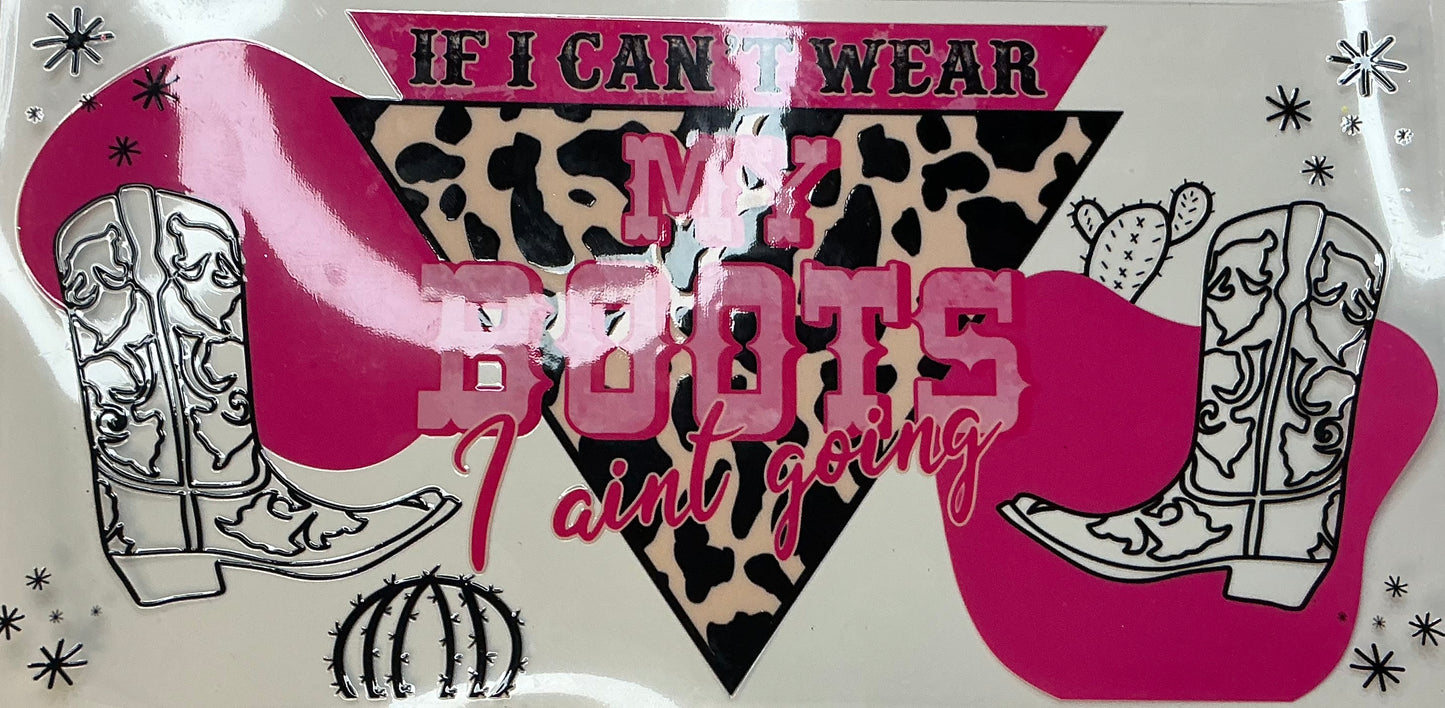 IF I CAN'T WEAR
MY
BOOTS
I aint going